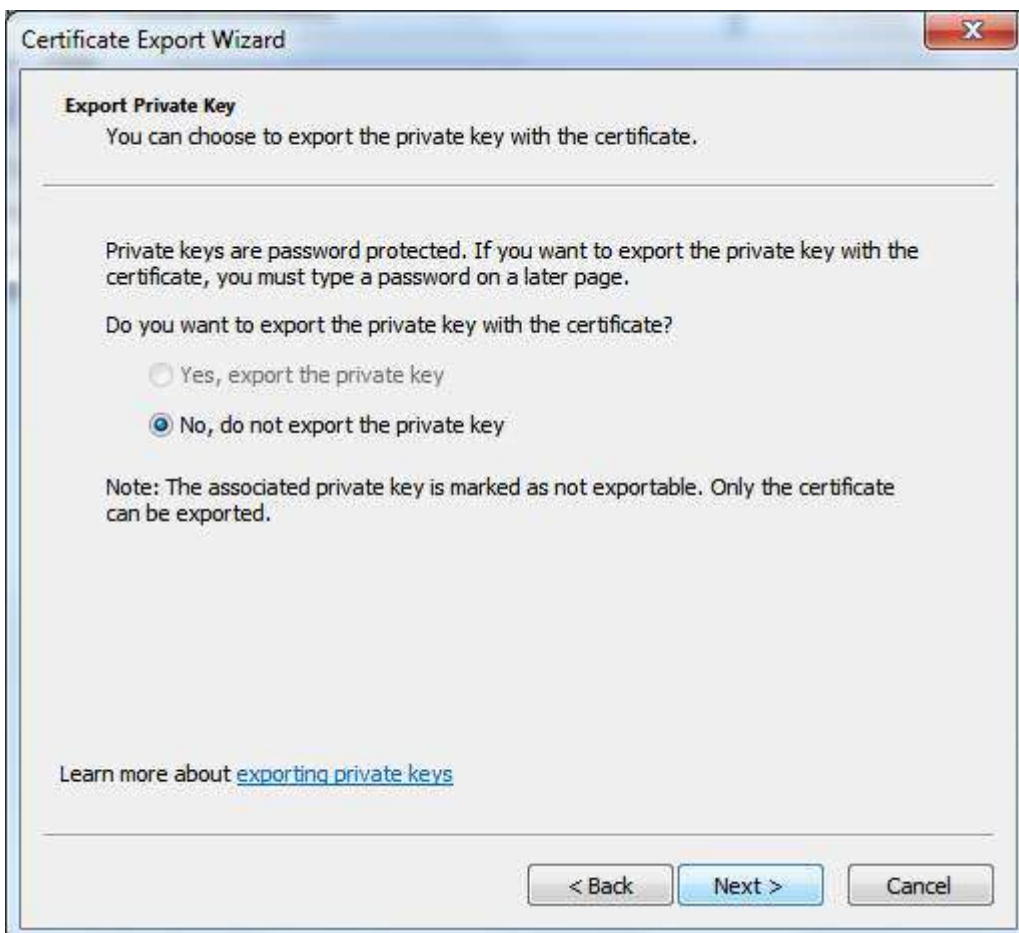 Certificate Export Wizard
Export Private Key
You can choose to export the private key with the certificate.
Private keys are password protected. If you want to export the private key with the
certificate, you must type a password on a later page.
Do you want to export the private key with the certificate?
Yes, export the private key
No, do not export the private key
Note: The associated private key is marked as not exportable. Only the certificate
can be exported.
Learn more about exporting private keys
< Back Next > Cancel